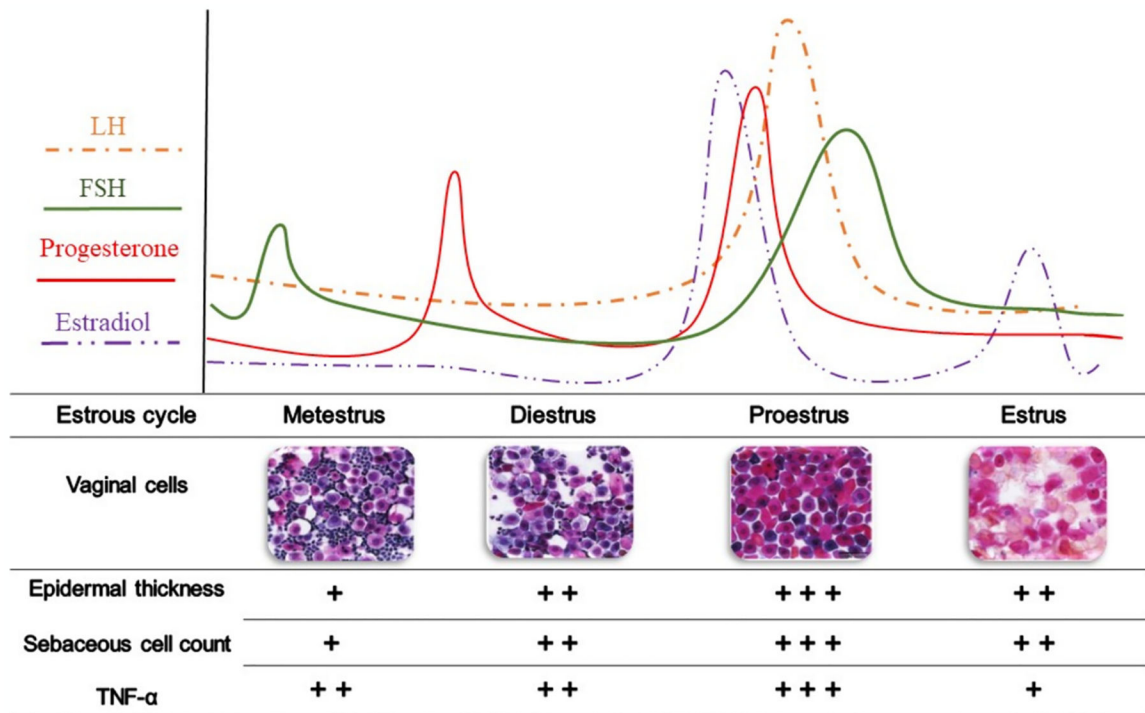 LH
FSH
Progesterone
Estradiol
Estrous cycle Metestrus Diestrus Proestrus Estrus
Vaginal cells
Epidermal thickness + ++ +++ ++
Sebaceous cell count + ++ +++ ++
TNF-α ++ ++ +++ +